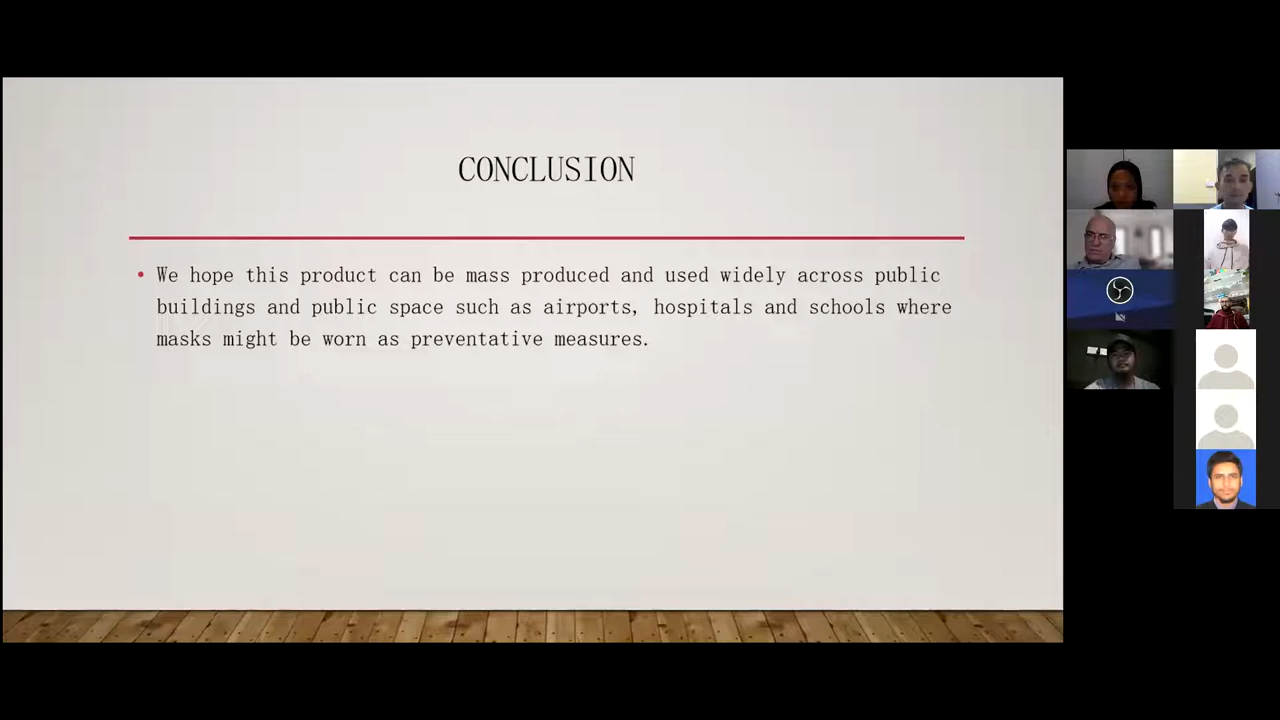 CONCLUSION
• We hope this product can be mass produced and used widely across public
buildings and public space such as airports, hospitals and schools where
masks might be worn as preventative measures.